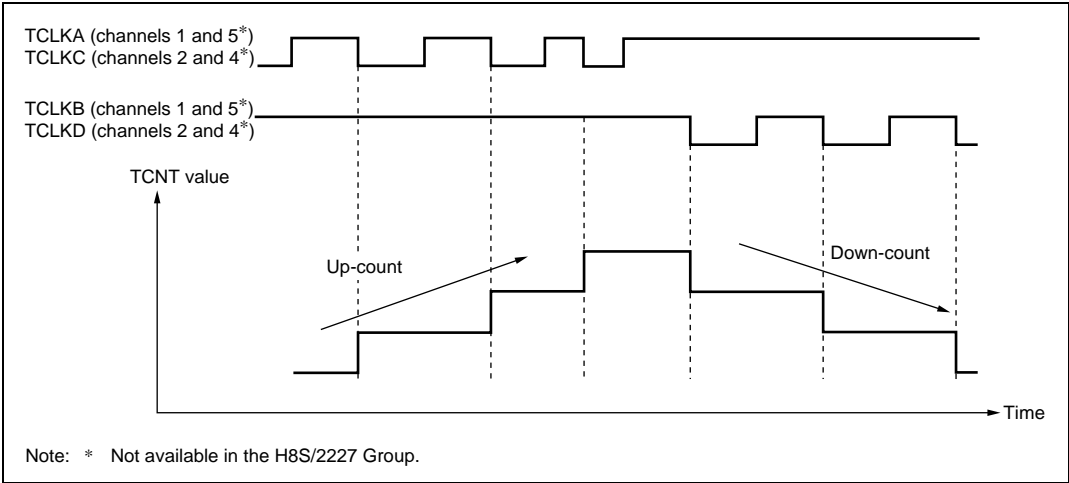 TCLKA (channels 1 and 5*)
TCLKC (channels 2 and 4*)
TCLKB (channels 1 and 5*)
TCLKD (channels 2 and 4*)
TCNT value
Up-count
Down-count
Time
Note: * Not available in the H8S/2227 Group.